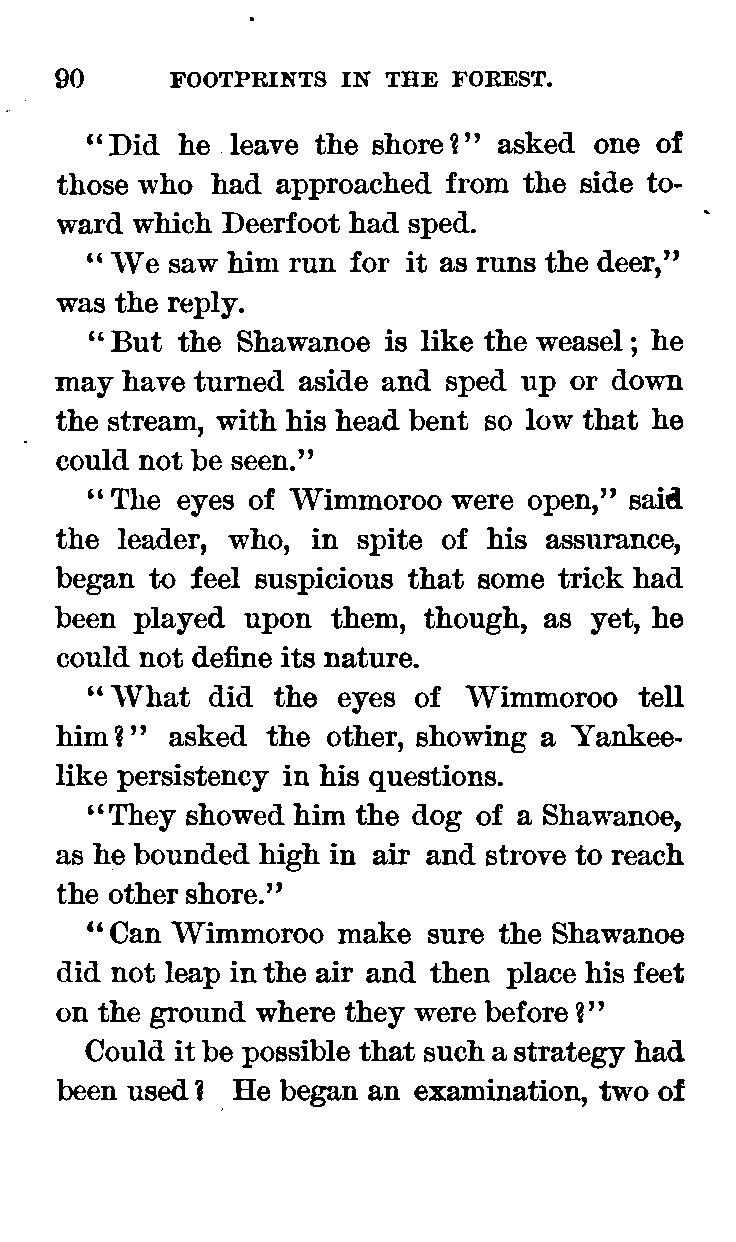 90 FOOTPRINTS IN THE FOREST.
"Did he leave the shore?" asked one of
those who had approached from the side to-
ward which Deerfoot had sped.
"We saw him run for it as runs the deer,"
was the reply.
"But the Shawanoe is like the weasel; he
may have turned aside and sped up or down
the stream, with his head bent so low that he
could not be seen."
"The eyes of Wimmoroo were open," said
the leader, who, in spite of his assurance,
began to feel suspicious that some trick had
been played upon them, though, as yet, he
could not define its nature.
"What did the eyes of Wimmoroo tell
him?" asked the other, showing a Yankee-
like persistency in his questions.
"They showed him the dog of a Shawanoe,
as he bounded high in air and strove to reach
the other shore."
"Can Wimmoroo make sure the Shawanoe
did not leap in the air and then place his feet
on the ground where they were before?"
Could it be possible that such a strategy had
been used? He began an examination, two of